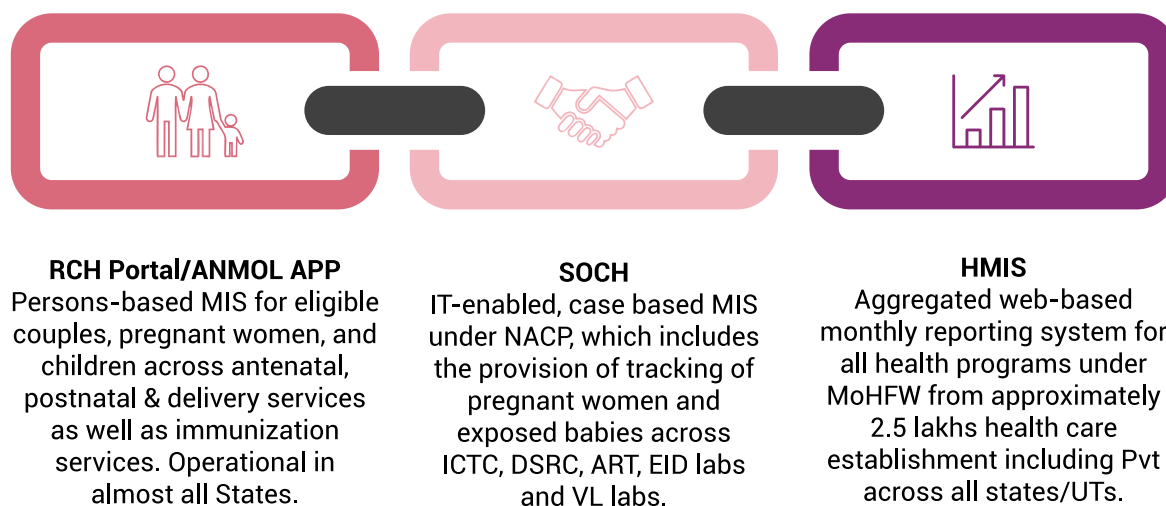 RCH Portal/ANMOL APP
Persons-based MIS for eligible
couples, pregnant women, and
children across antenatal,
postnatal & delivery services
as well as immunization
services. Operational in
almost all States.
SOCH
IT-enabled, case based MIS
under NACP, which includes
the provision of tracking of
pregnant women and
exposed babies across
ICTC, DSRC, ART, EID labs
and VL labs.
HMIS
Aggregated web-based
monthly reporting system for
all health programs under
MoHFW from approximately
2.5 lakhs health care
establishment including Pvt
across all states/UTs.